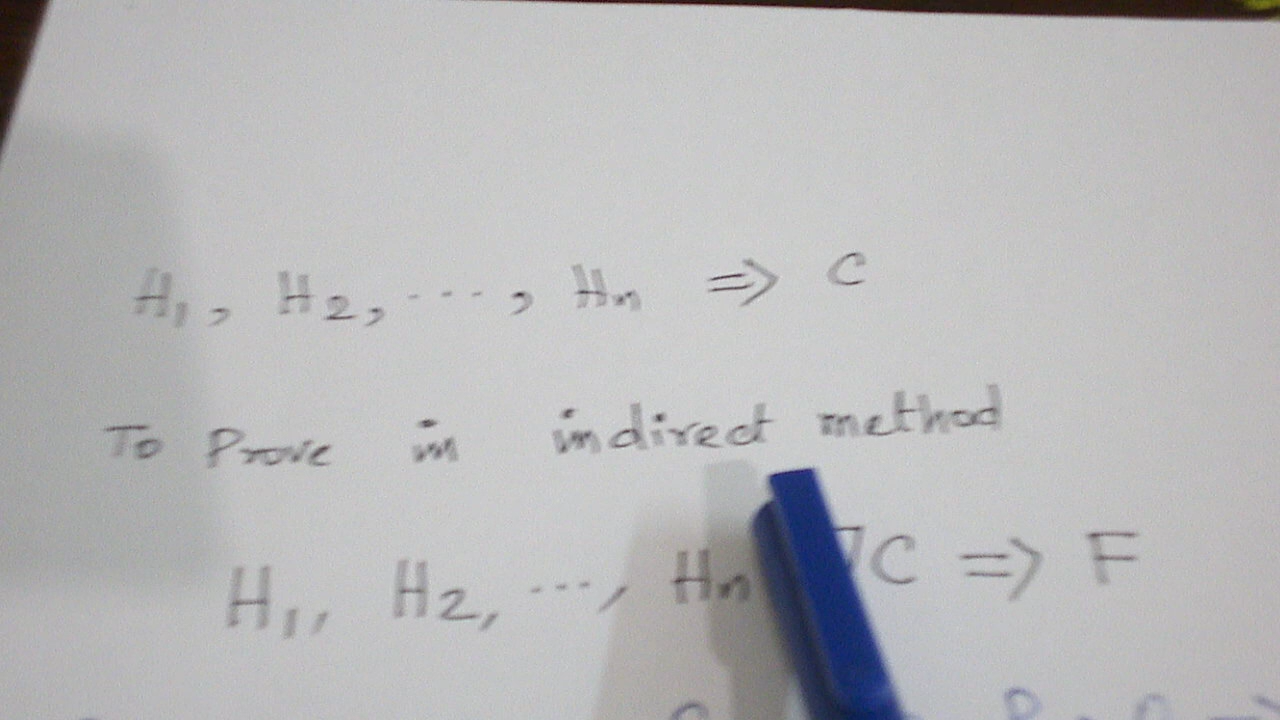 H₁, H₂, ..., Hₙ => C
To Prove in indirect method
H₁, H₂, ..., Hₙ ¬C => F